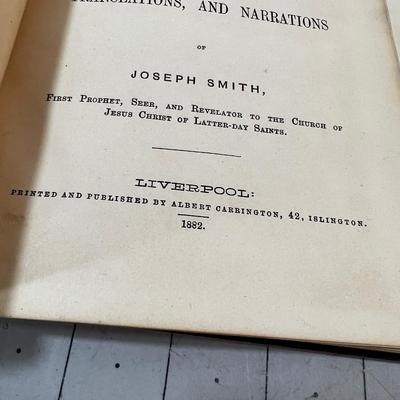 TRANSLATIONS, AND NARRATIONS
OF
JOSEPH SMITH,
FIRST PROPHET, SEER, AND REVELATOR TO THE CHURCH OF
JESUS CHRIST OF LATTER-DAY SAINTS.
LIVERPOOL:
PRINTED AND PUBLISHED BY ALBERT CARRINGTON, 42, ISLINGTON.
1882.